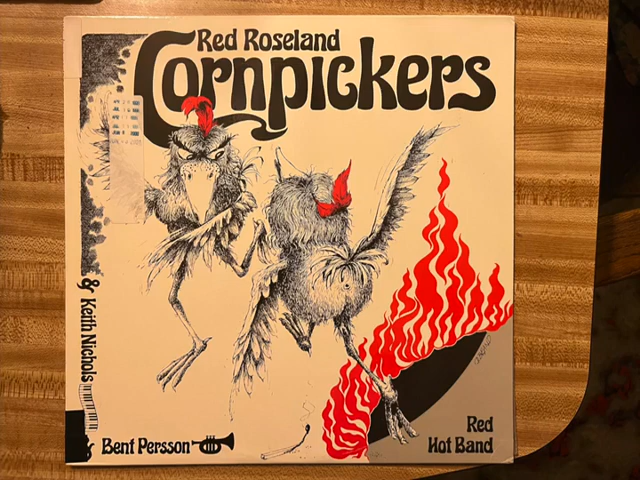 Red Roseland
Cornpickers
& Keith Nichols
& Bent Persson
Red
Hot Band